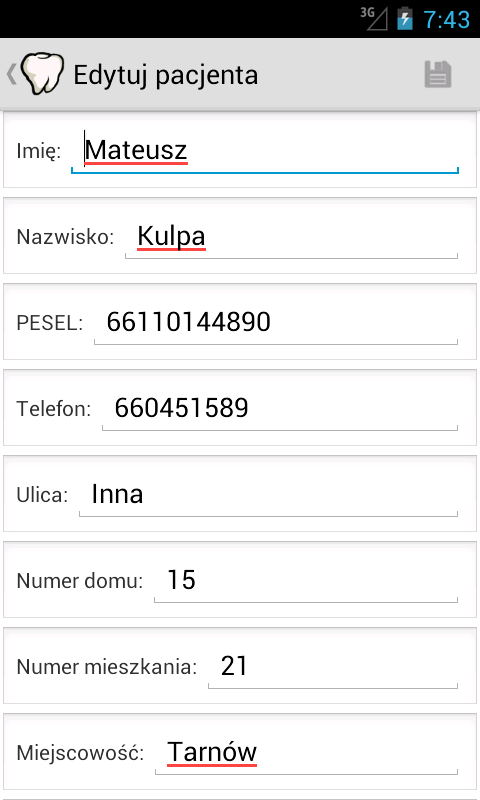 3G 7:43
Edytuj pacjenta
Imię: Mateusz
Nazwisko: Kulpa
PESEL: 66110144890
Telefon: 660451589
Ulica: Inna
Numer domu: 15
Numer mieszkania: 21
Miejscowość: Tarnów